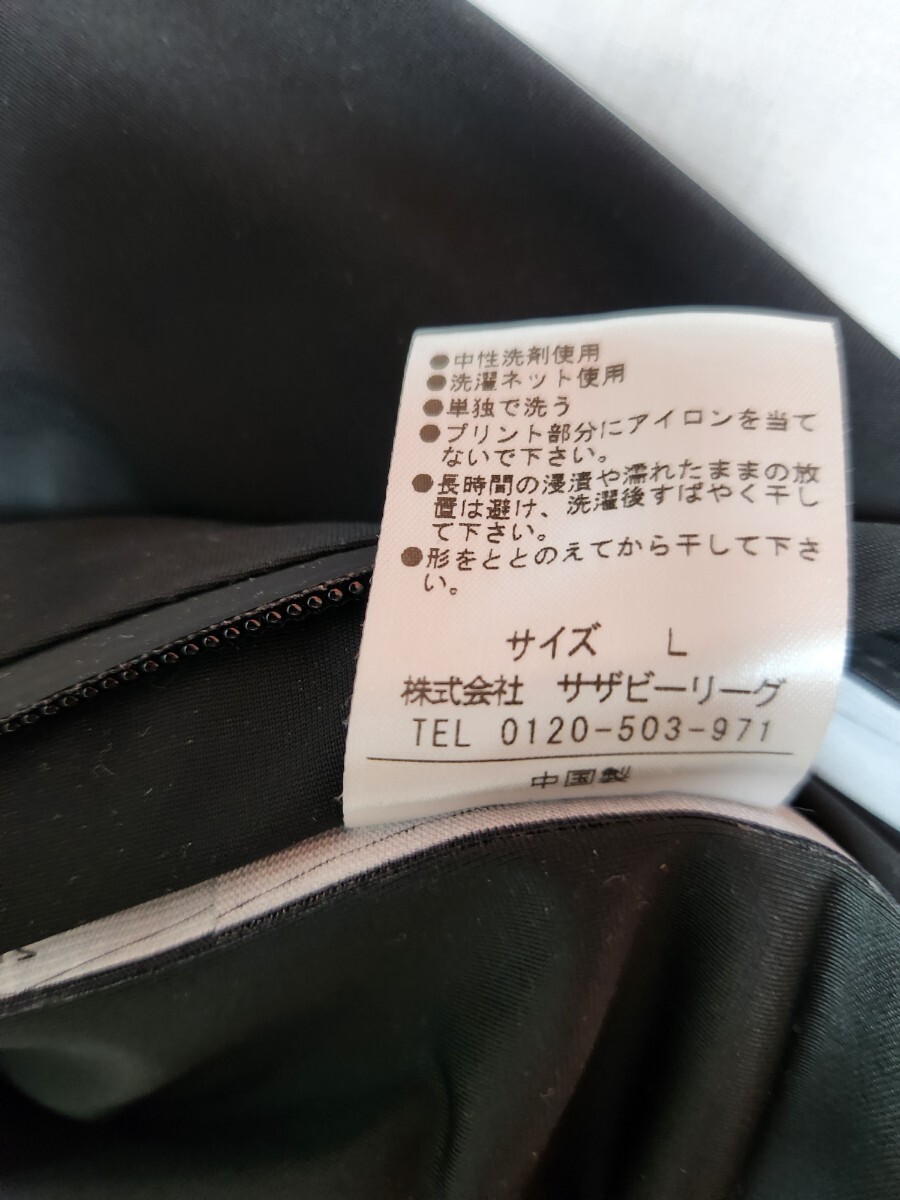 ●中性洗剤使用
●洗濯ネット使用
●単独で洗う
●プリント部分にアイロンを当て
ないで下さい。
●長時間の浸漬や濡れたままの放
置は避け、洗濯後すばやく干し
て下さい。
●形をととのえてから干して下さ
い。
サイズ L
株式会社 サザビーリーグ
TEL 0120-503-971
中国製